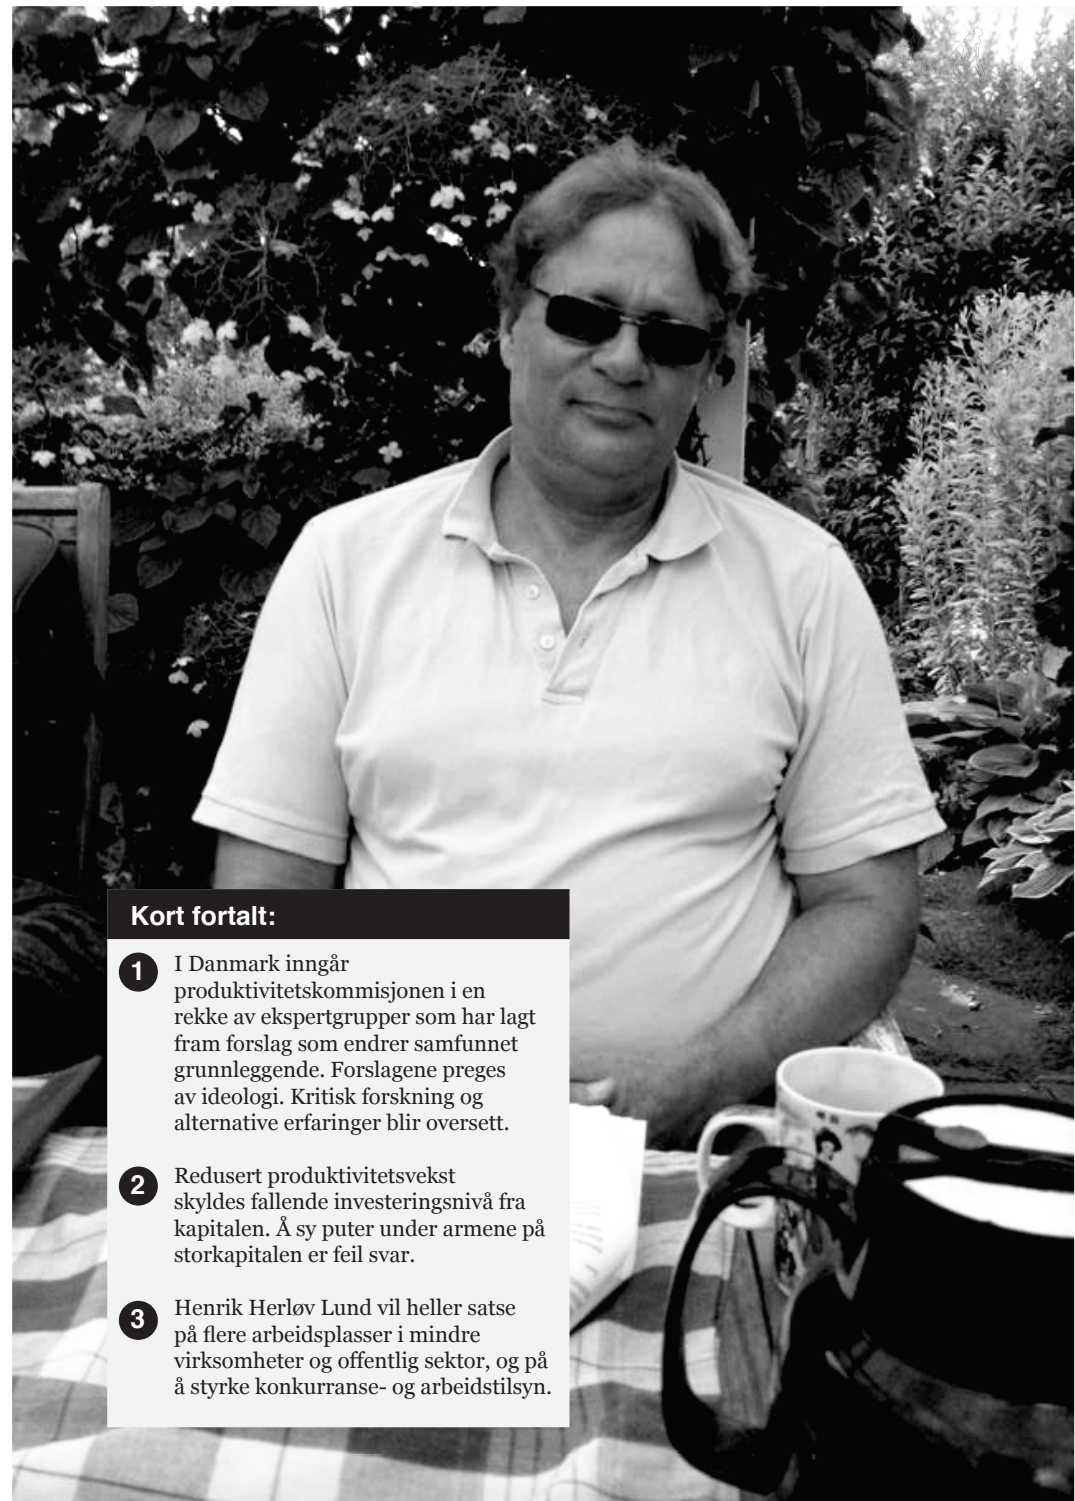 Kort fortalt:
1 I Danmark inngår
produktivitetskommisjonen i en
rekke av ekspertgrupper som har lagt
fram forslag som endrer samfunnet
grunnleggende. Forslagene preges
av ideologi. Kritisk forskning og
alternative erfaringer blir oversett.
2 Redusert produktivitetsvekst
skyldes fallende investeringsnivå fra
kapitalen. Å sy puter under armene på
storkapitalen er feil svar.
3 Henrik Herløv Lund vil heller satse
på flere arbeidsplasser i mindre
virksomheter og offentlig sektor, og på
å styrke konkurranse- og arbeidstilsyn.